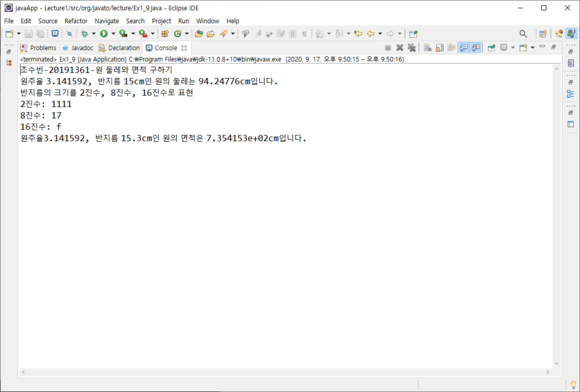 javaApp - Lecture1/src/org/javato/lecture/Ex1_9.java - Eclipse IDE
File Edit Source Refactor Navigate Search Project Run Window Help
Problems Javadoc Declaration Console
<terminated> Ex1_9 [Java Application] C:\Program Files\java\jdk-11.0.8+10\bin\javaw.exe (2020. 9. 17. 오후 9:50:15 – 오후 9:50:16)
조수빈-20191361-원 둘레와 면적 구하기
원주율 3.141592, 반지름 15cm인 원의 둘레는 94.24776cm입니다.
반지름의 크기를 2진수, 8진수, 16진수로 표현
2진수: 1111
8진수: 17
16진수: f
원주율3.141592, 반지름 15.3cm인 원의 면적은 7.354153e+02cm입니다.